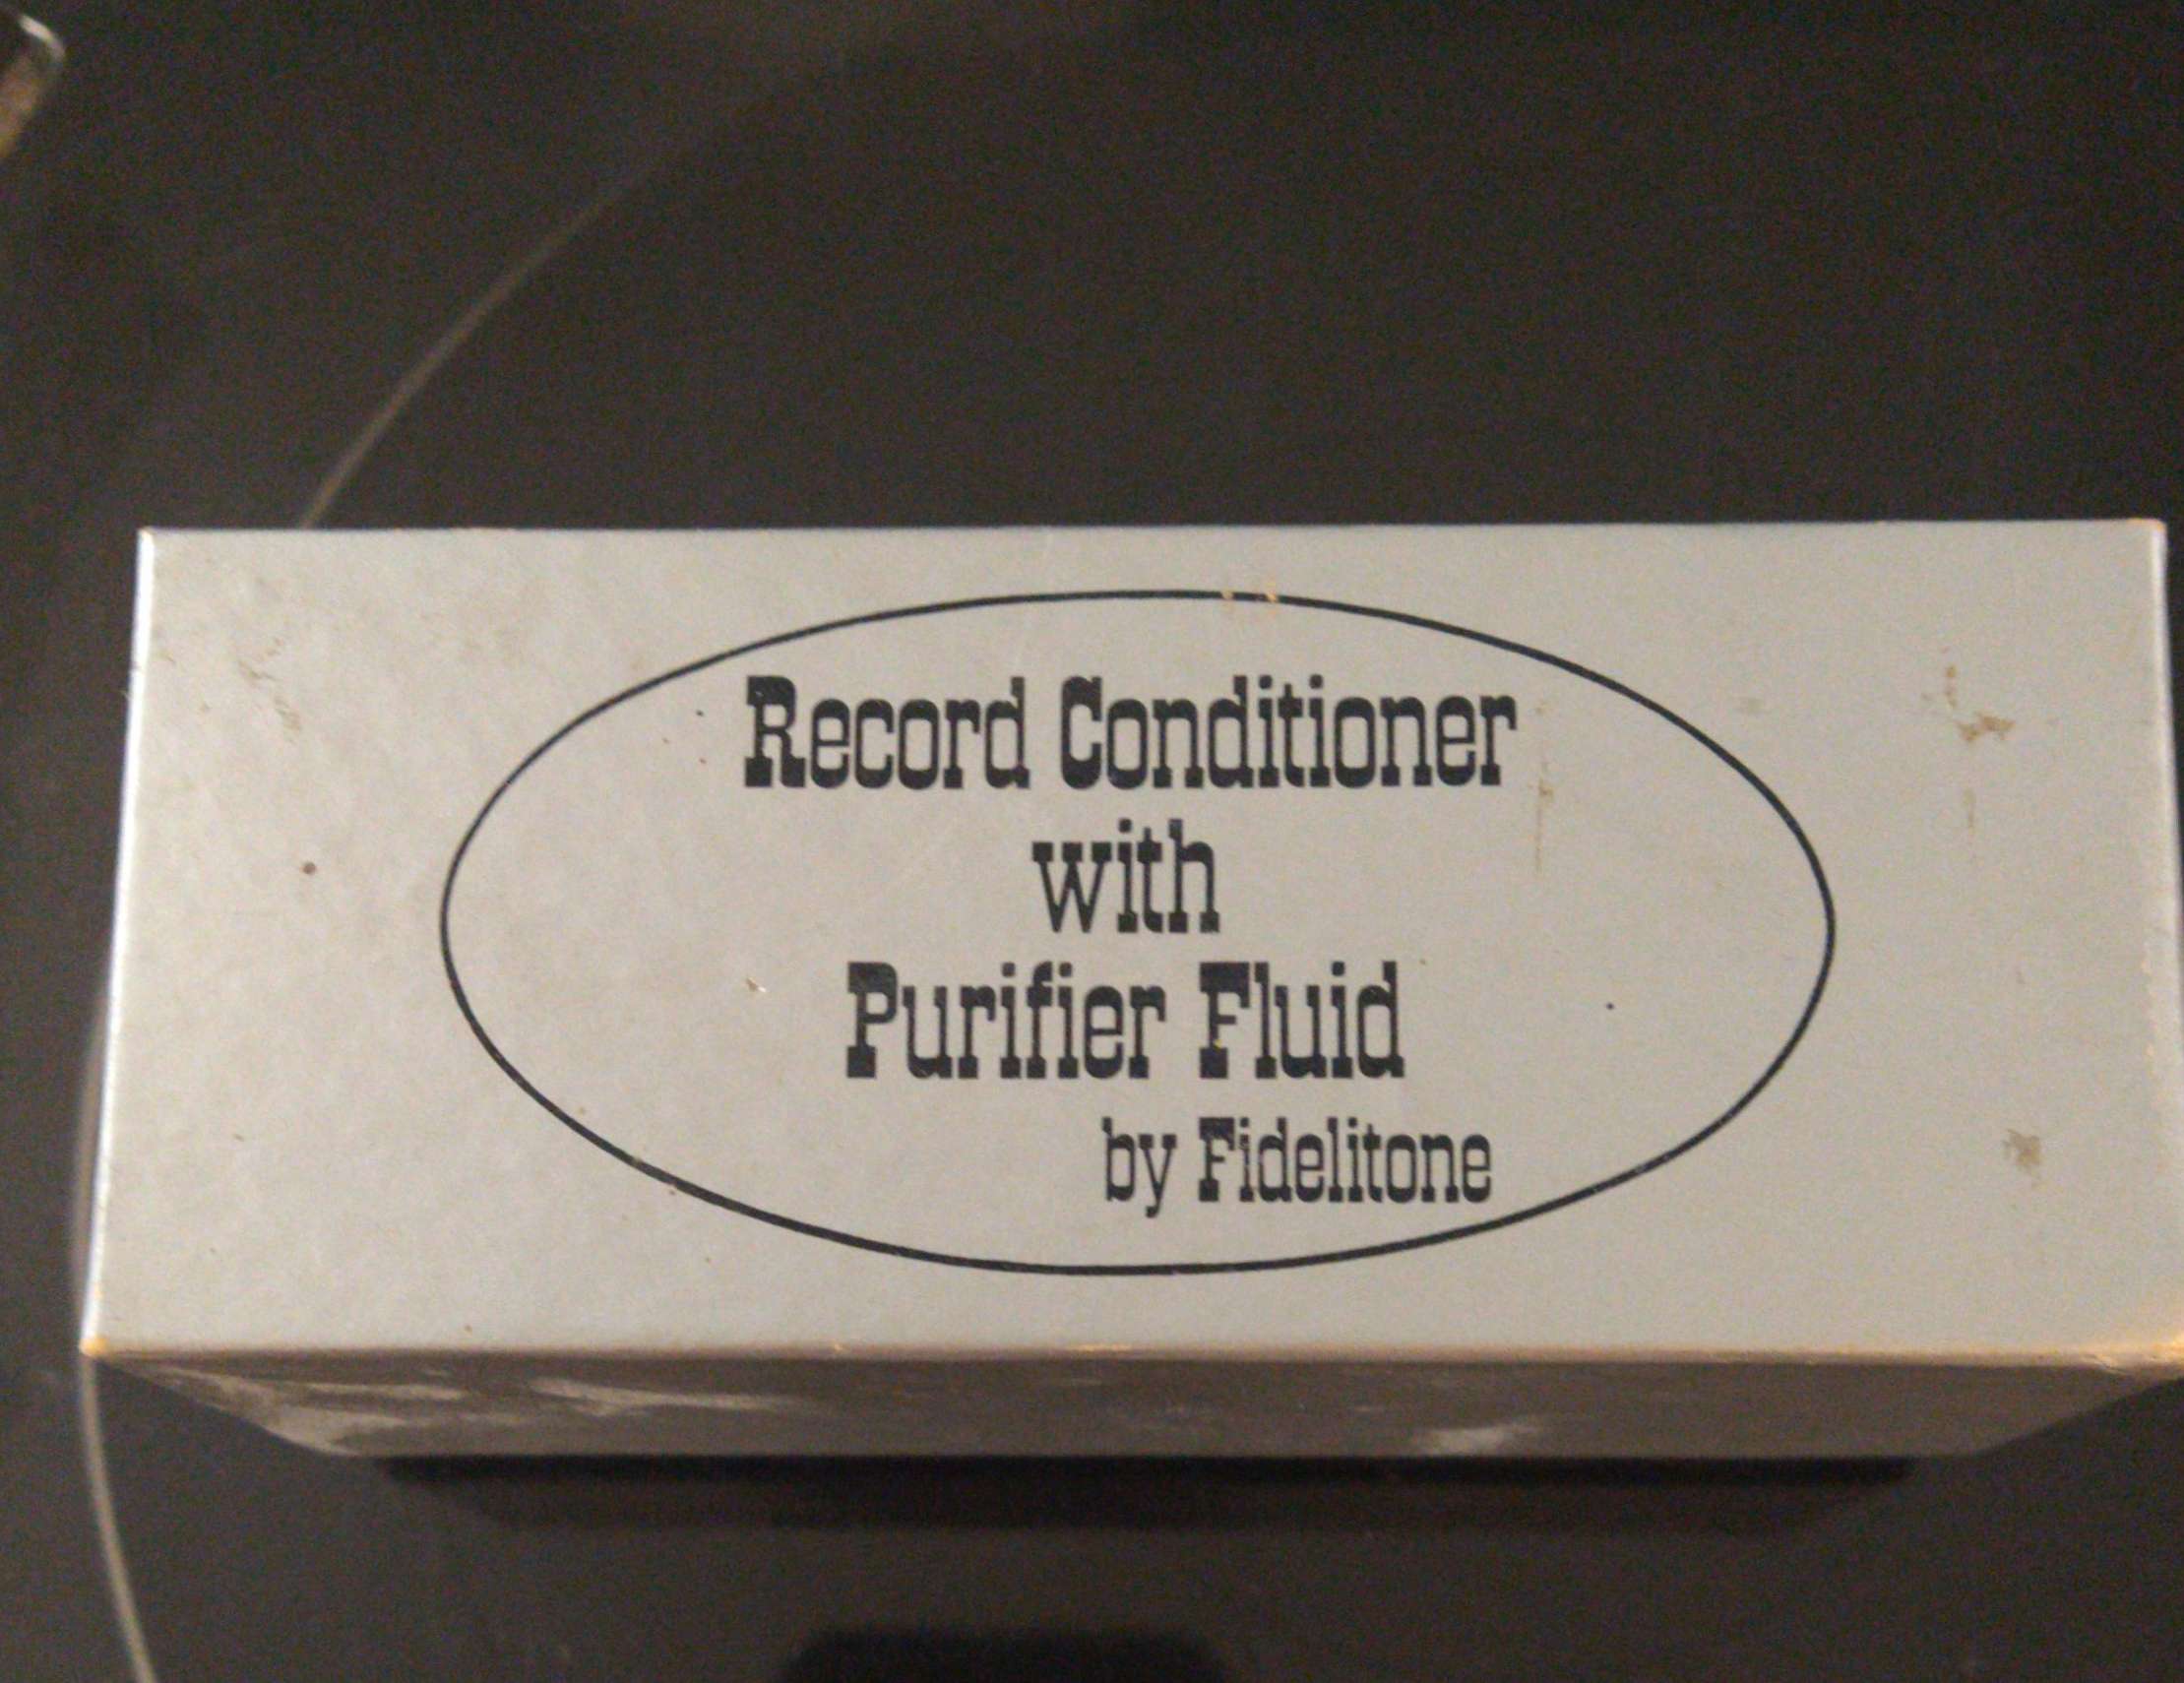 Record Conditioner
with
Purifier Fluid
by Fidelitone